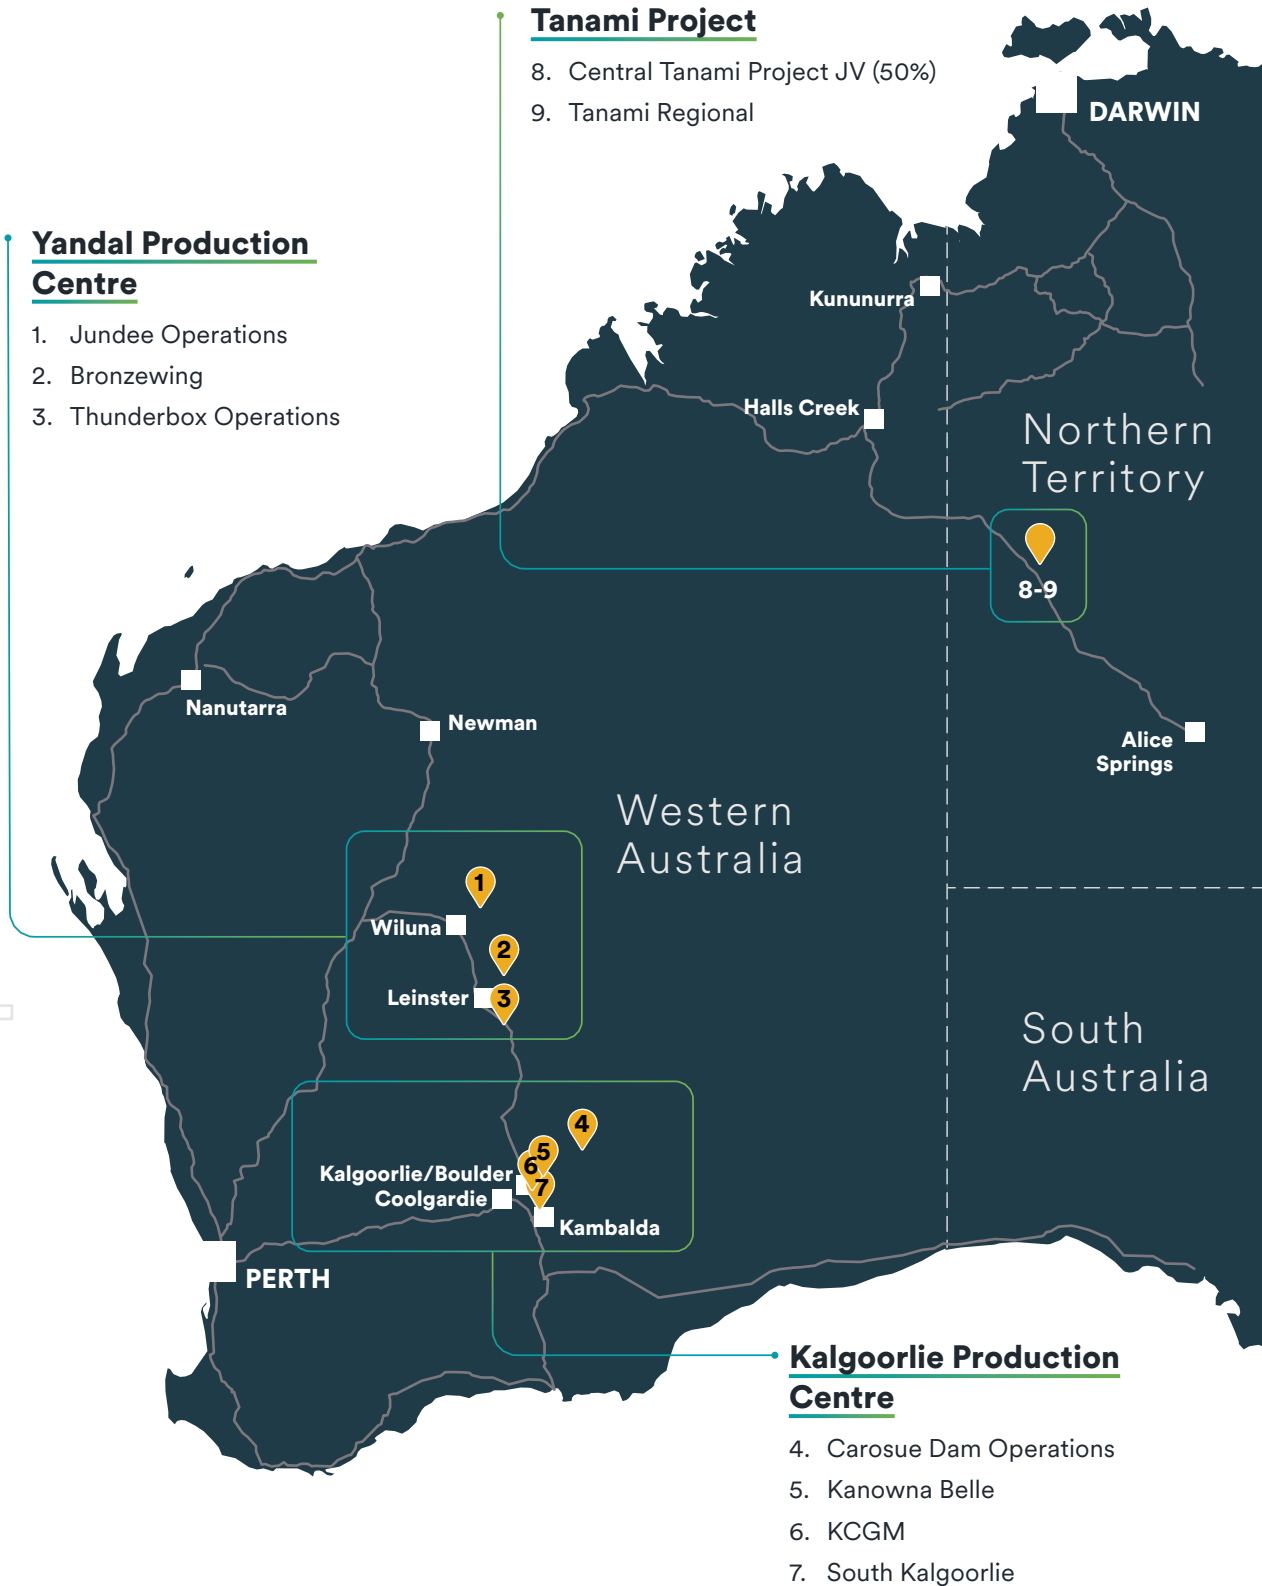 Tanami Project
8. Central Tanami Project JV (50%)
9. Tanami Regional
DARWIN
Yandal Production
Centre
1. Jundee Operations
2. Bronzewing
3. Thunderbox Operations
Kununurra
Halls Creek
Northern
Territory
8-9
Nanutarra
Newman
Alice
Springs
Western
Australia
1
Wiluna
2
Leinster
3
South
Australia
4
5
6
Kalgoorlie/Boulder
7
Coolgardie
Kambalda
PERTH
Kalgoorlie Production
Centre
4. Carosue Dam Operations
5. Kanowna Belle
6. KCGM
7. South Kalgoorlie